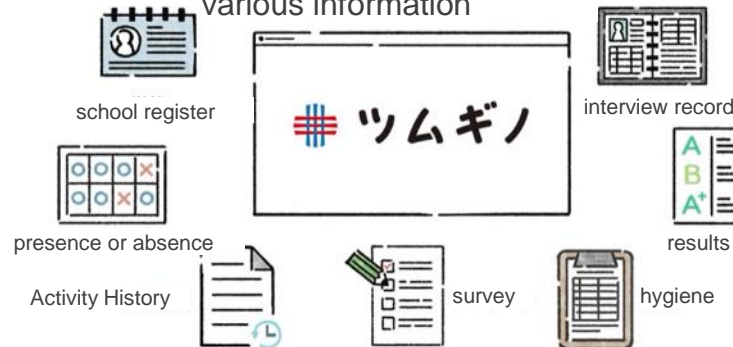 various information
school register
ツムギノ
interview record
presence or absence
A
B
A+
results
Activity History
survey
hygiene